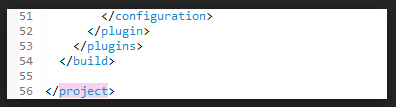 51 </configuration>
52 </plugin>
53 </plugins>
54 </build>
55
56 </project>